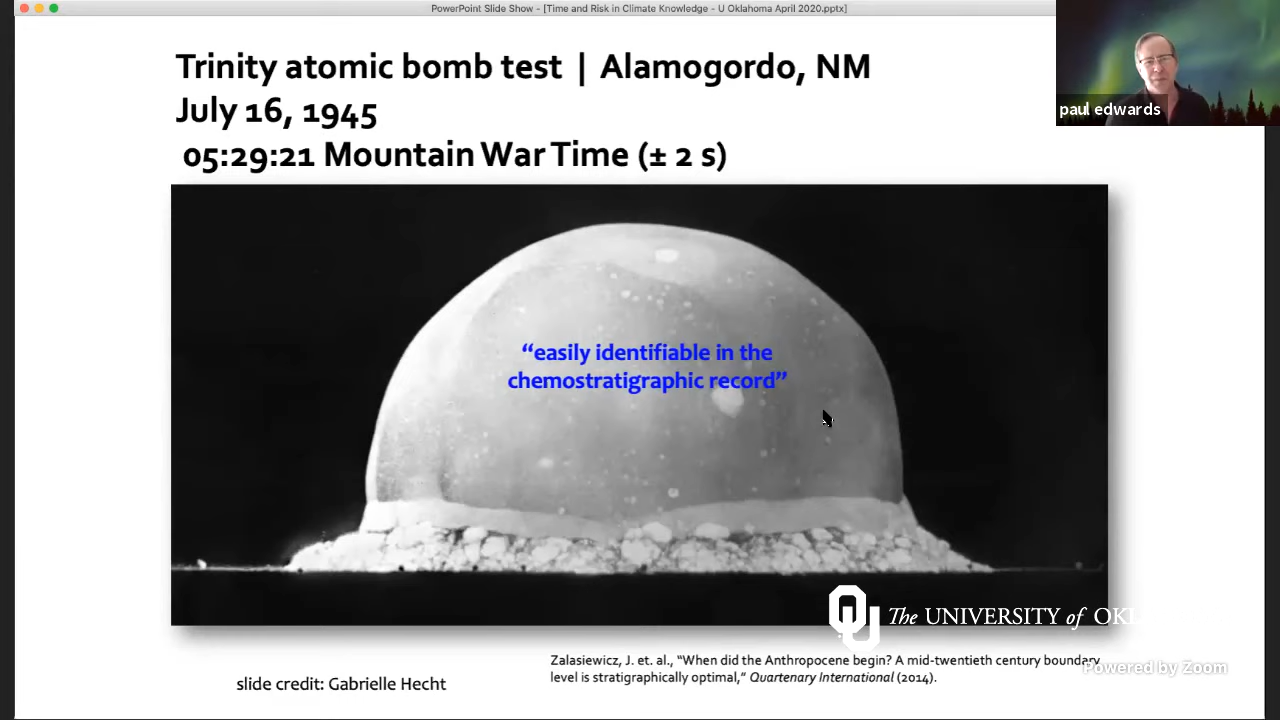 PowerPoint Slide Show - [Time and Risk in Climate Knowledge - U Oklahoma April 2020.pptx]
paul edwards
Trinity atomic bomb test | Alamogordo, NM
July 16, 1945
05:29:21 Mountain War Time (± 2 s)
“easily identifiable in the
chemostratigraphic record”
OU The UNIVERSITY of
Zalasiewicz, J. et. al., “When did the Anthropocene begin? A mid-twentieth century boundary
level is stratigraphically optimal,“ Quartenary International (2014).
Powered by Zoom
slide credit: Gabrielle Hecht